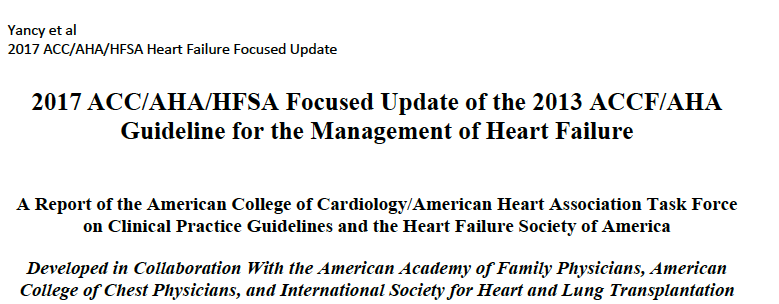 Yancy et al
2017 ACC/AHA/HFSA Heart Failure Focused Update
2017 ACC/AHA/HFSA Focused Update of the 2013 ACCF/AHA
Guideline for the Management of Heart Failure
A Report of the American College of Cardiology/American Heart Association Task Force
on Clinical Practice Guidelines and the Heart Failure Society of America
Developed in Collaboration With the American Academy of Family Physicians, American
College of Chest Physicians, and International Society for Heart and Lung Transplantation